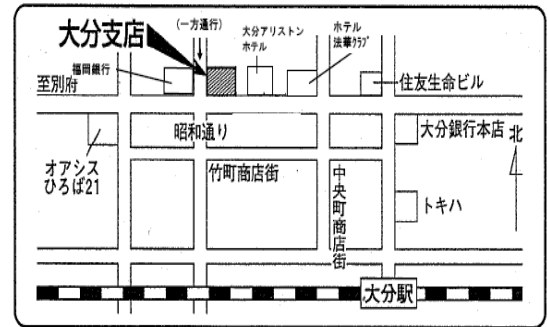 大分支店
(一方通行)
大分アリストン
ホテル
ホテル
法華クラブ
福岡銀行
至別府
住友生命ビル
昭和通り
大分銀行本店
北
オアシス
ひろば21
竹町商店街
中央町商店街
トキハ
大分駅